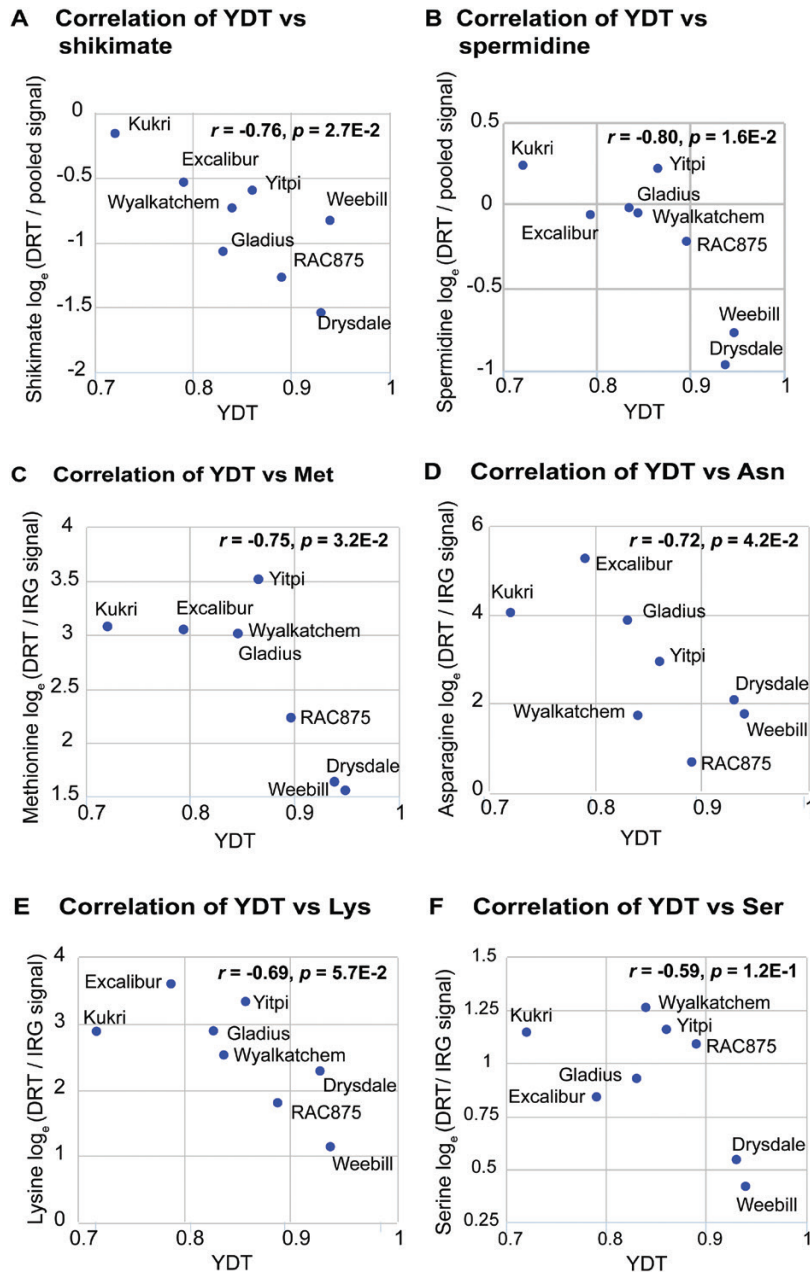 A Correlation of YDT vs
shikimate
Shikimate logₑ (DRT / pooled signal)
0
-0.5
-1
-1.5
-2
r = -0.76, p = 2.7E-2
Kukri
Excalibur
Wyalkatchem
Yitpi
Weebill
Gladius
RAC875
Drysdale
0.7 0.8 0.9 1
YDT
B Correlation of YDT vs
spermidine
Spermidine logₑ (DRT / pooled signal)
0.5
0
-0.5
-1
r = -0.80, p = 1.6E-2
Kukri
Yitpi
Gladius
Excalibur
Wyalkatchem
RAC875
Weebill
Drysdale
0.7 0.8 0.9 1
YDT
C Correlation of YDT vs Met
Methionine logₑ (DRT / IRG signal)
4
3.5
3
2.5
2
1.5
r = -0.75, p = 3.2E-2
Yitpi
Kukri
Excalibur
Wyalkatchem
Gladius
RAC875
Drysdale
Weebill
0.7 0.8 0.9 1
YDT
D Correlation of YDT vs Asn
Asparagine logₑ (DRT / IRG signal)
6
4
2
0
r = -0.72, p = 4.2E-2
Excalibur
Kukri
Gladius
Yitpi
Drysdale
Wyalkatchem
Weebill
RAC875
0.7 0.8 0.9 1
YDT
E Correlation of YDT vs Lys
Lysine logₑ (DRT / IRG signal)
4
3
2
1
0
r = -0.69, p = 5.7E-2
Excalibur
Yitpi
Kukri
Gladius
Wyalkatchem
Drysdale
RAC875
Weebill
0.7 0.8 0.9 1
YDT
F Correlation of YDT vs Ser
Serine logₑ (DRT/ IRG signal)
1.5
1.25
1
0.75
0.5
0.25
r = -0.59, p = 1.2E-1
Wyalkatchem
Kukri
Yitpi
RAC875
Gladius
Excalibur
Drysdale
Weebill
0.7 0.8 0.9 1
YDT